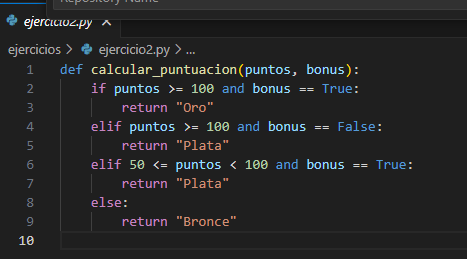 Repository Name
ejercicio2.py
ejercicios > ejercicio2.py > ...
1 def calcular_puntuacion(puntos, bonus):
2 if puntos >= 100 and bonus == True:
3 return "Oro"
4 elif puntos >= 100 and bonus == False:
5 return "Plata"
6 elif 50 <= puntos < 100 and bonus == True:
7 return "Plata"
8 else:
9 return "Bronce"
10